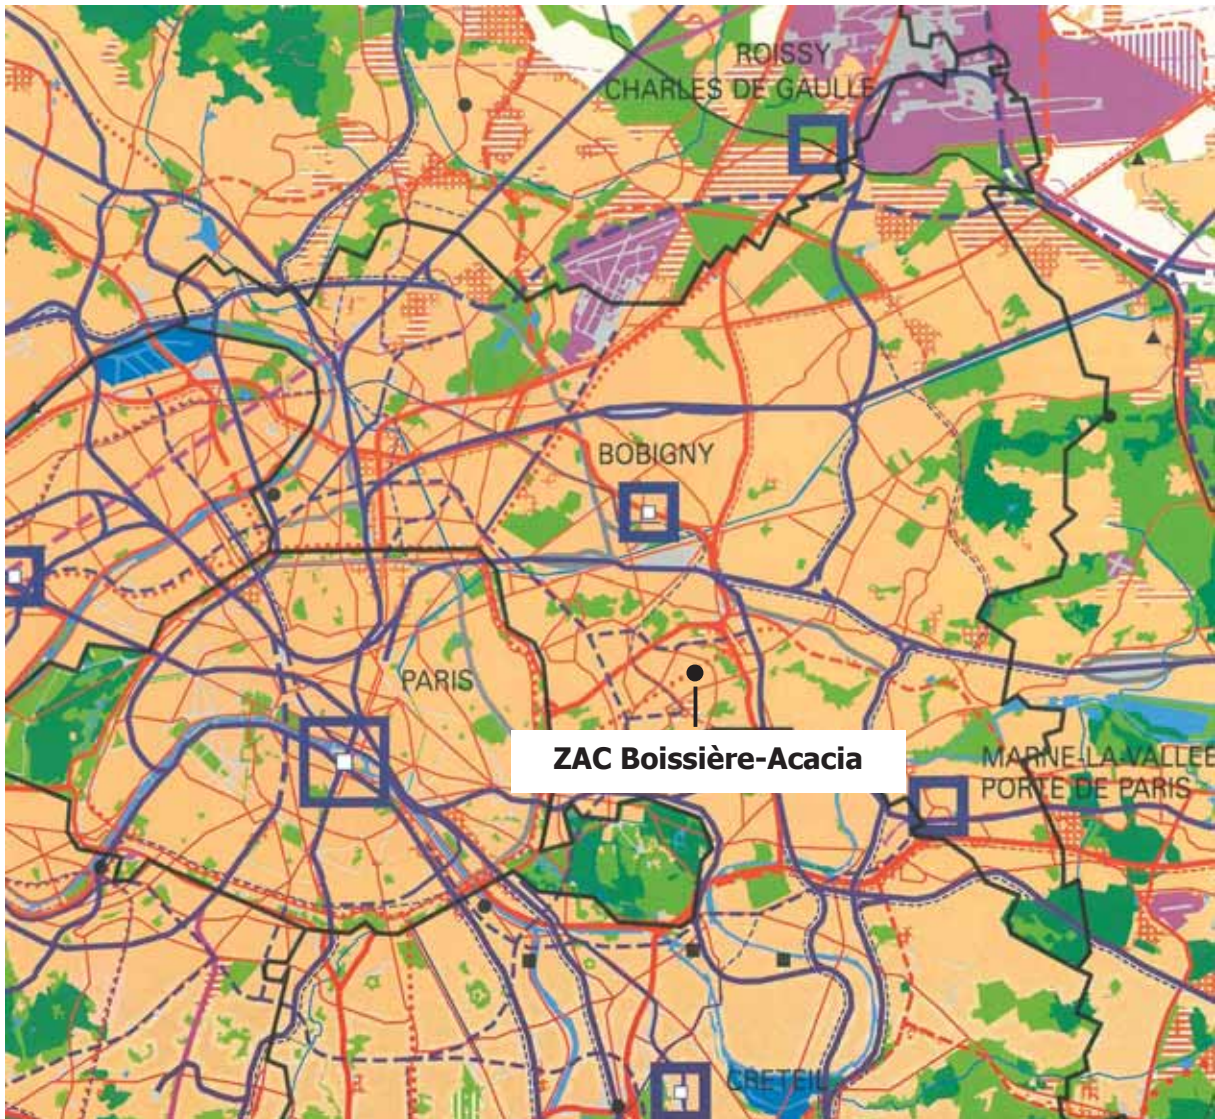 ROISSY
CHARLES DE GAULLE
BOBIGNY
PARIS
ZAC Boissière-Acacia
MARNE-LA-VALLEE
PORTE DE PARIS
CRETEIL